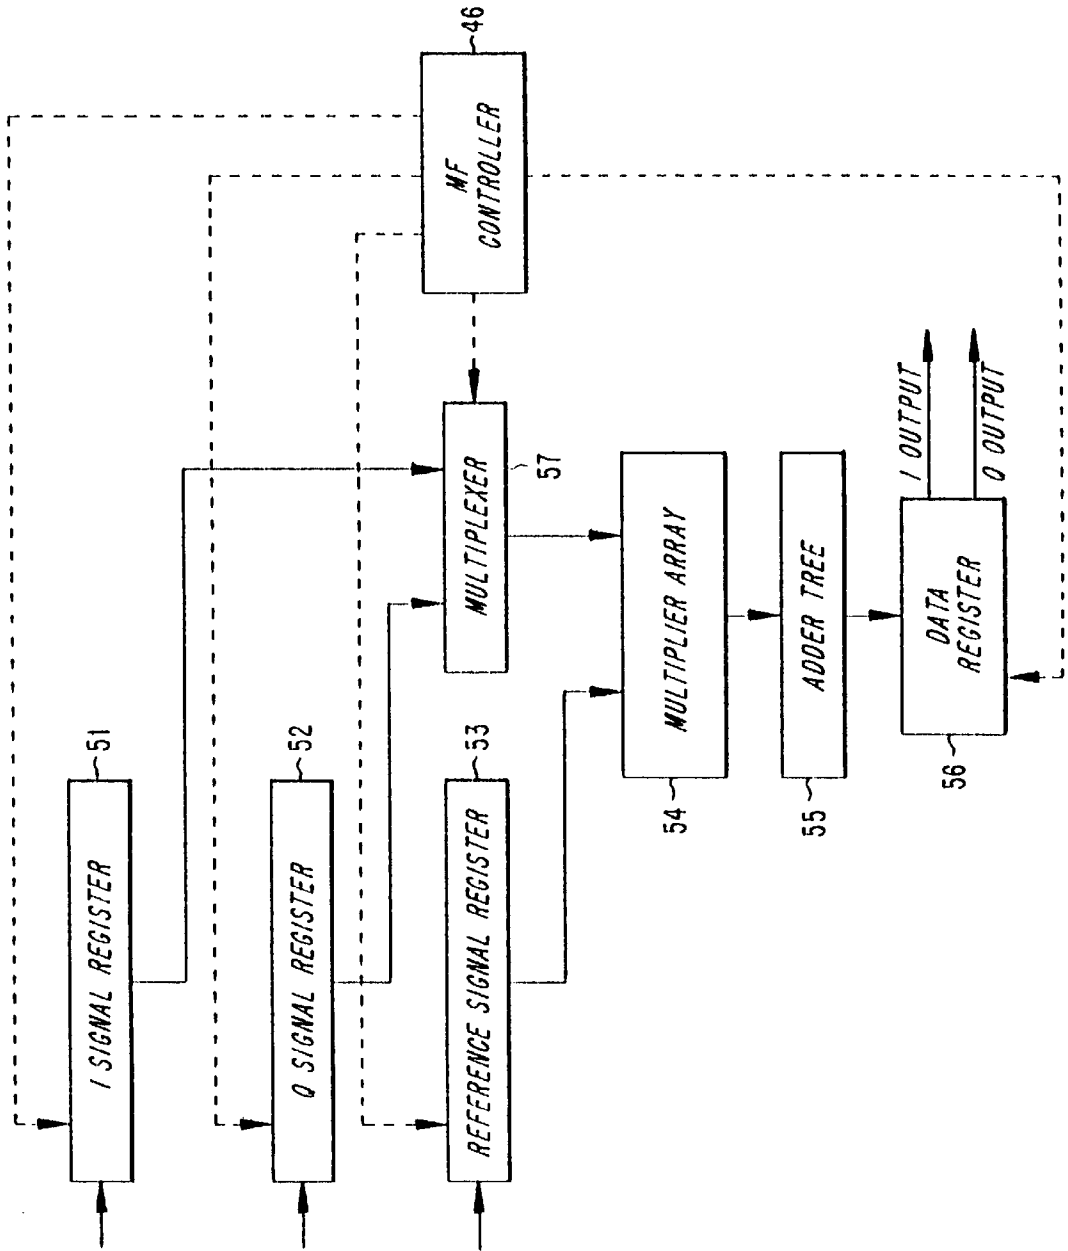 51
I SIGNAL REGISTER
52
Q SIGNAL REGISTER
53
REFERENCE SIGNAL REGISTER
MULTIPLEXER
57
46
MF
CONTROLLER
54
MULTIPLIER ARRAY
55
ADDER TREE
56
DATA
REGISTER
I OUTPUT
Q OUTPUT